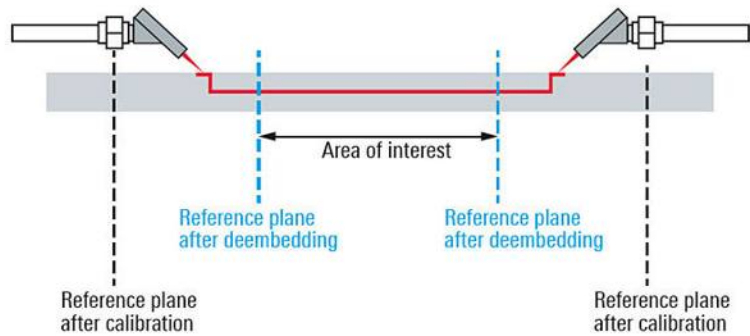 Area of interest
Reference plane
after deembedding
Reference plane
after deembedding
Reference plane
after calibration
Reference plane
after calibration